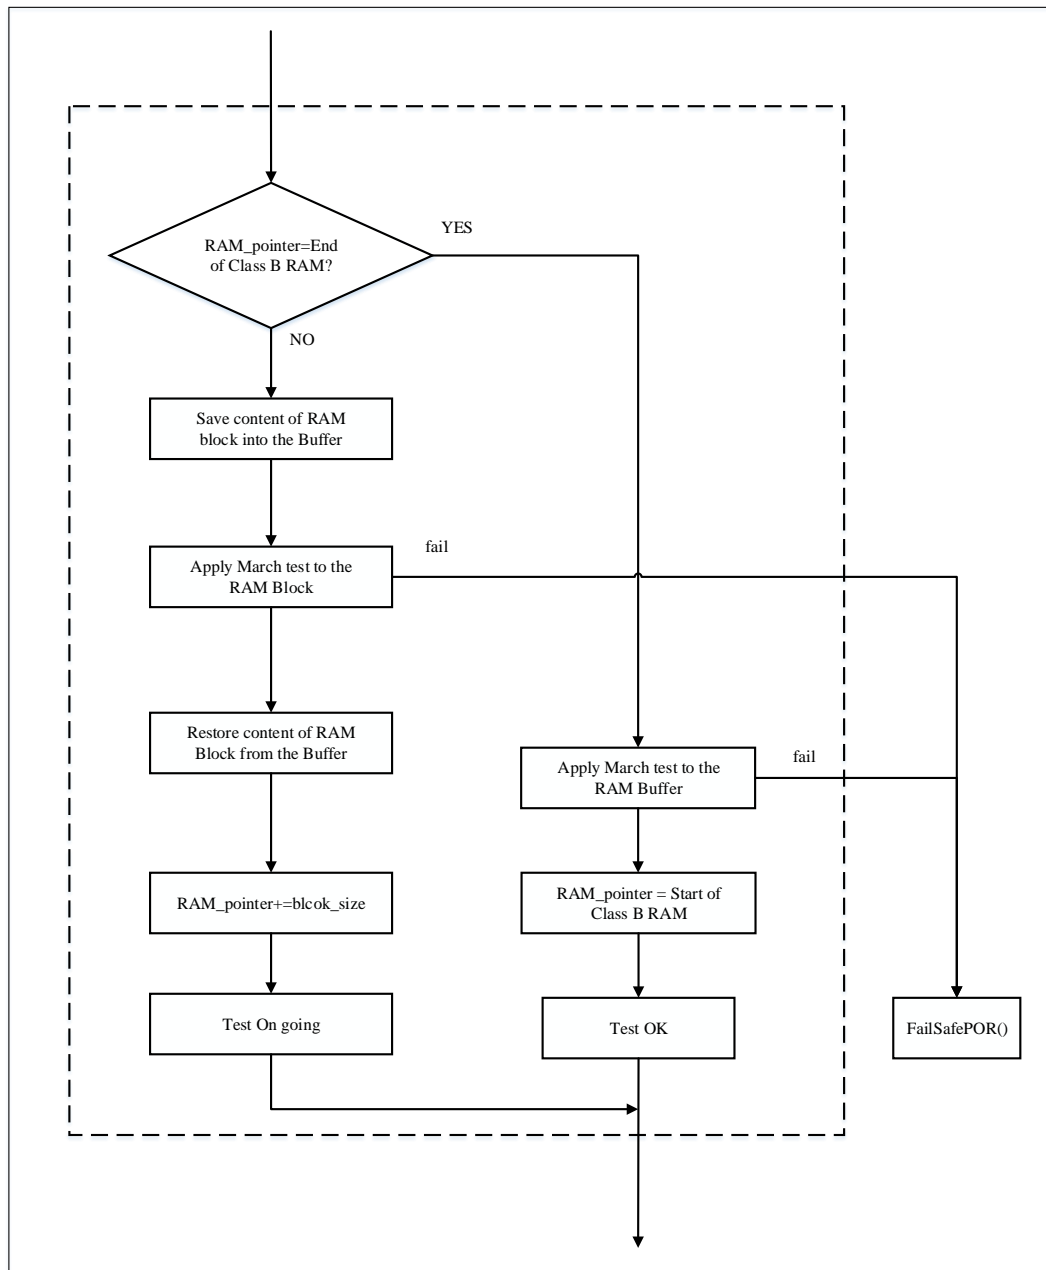 YES
RAM_pointer=End
of Class B RAM?
NO
Save content of RAM
block into the Buffer
fail
Apply March test to the
RAM Block
Restore content of RAM
Block from the Buffer
fail
Apply March test to the
RAM Buffer
RAM_pointer+=blcok_size
RAM_pointer = Start of
Class B RAM
Test On going
Test OK
FailSafePOR()